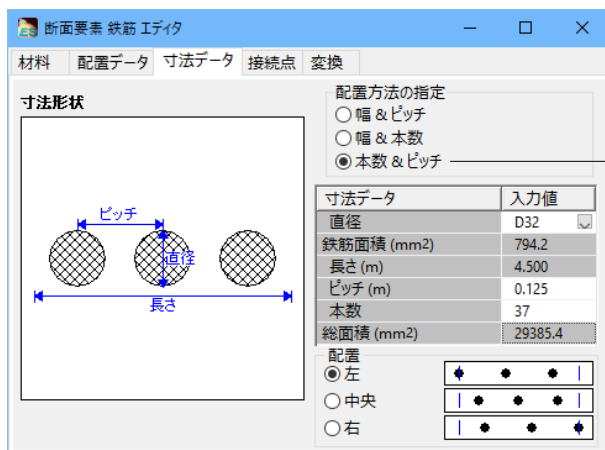 断面要素 鉄筋 エディタ
材料 配置データ 寸法データ 接続点 変換
寸法形状
ピッチ
直径
長さ
配置方法の指定
幅 & ピッチ
幅 & 本数
本数 & ピッチ
寸法データ 入力値
直径 D32
鉄筋面積 (mm2) 794.2
長さ (m) 4.500
ピッチ (m) 0.125
本数 37
総面積 (mm2) 29385.4
配置
左
中央
右